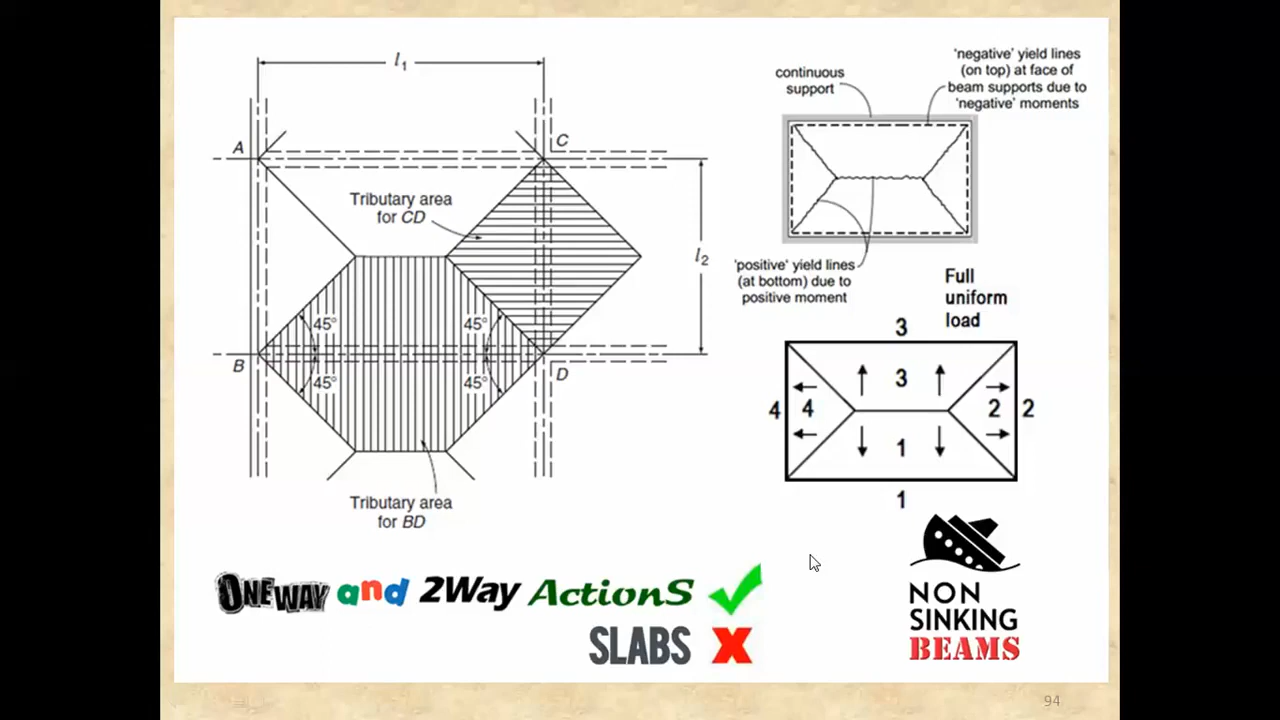 l1
A
C
Tributary area
for CD
l2
45°
45°
45°
45°
B
D
Tributary area
for BD
continuous
support
'negative' yield lines
(on top) at face of
beam supports due to
'negative' moments
'positive' yield lines
(at bottom) due to
positive moment
Full
uniform
load
3
3
4
4
2
2
1
1
ONE WAY and 2Way ActionS
SLABS X
NON
SINKING
BEAMS
94